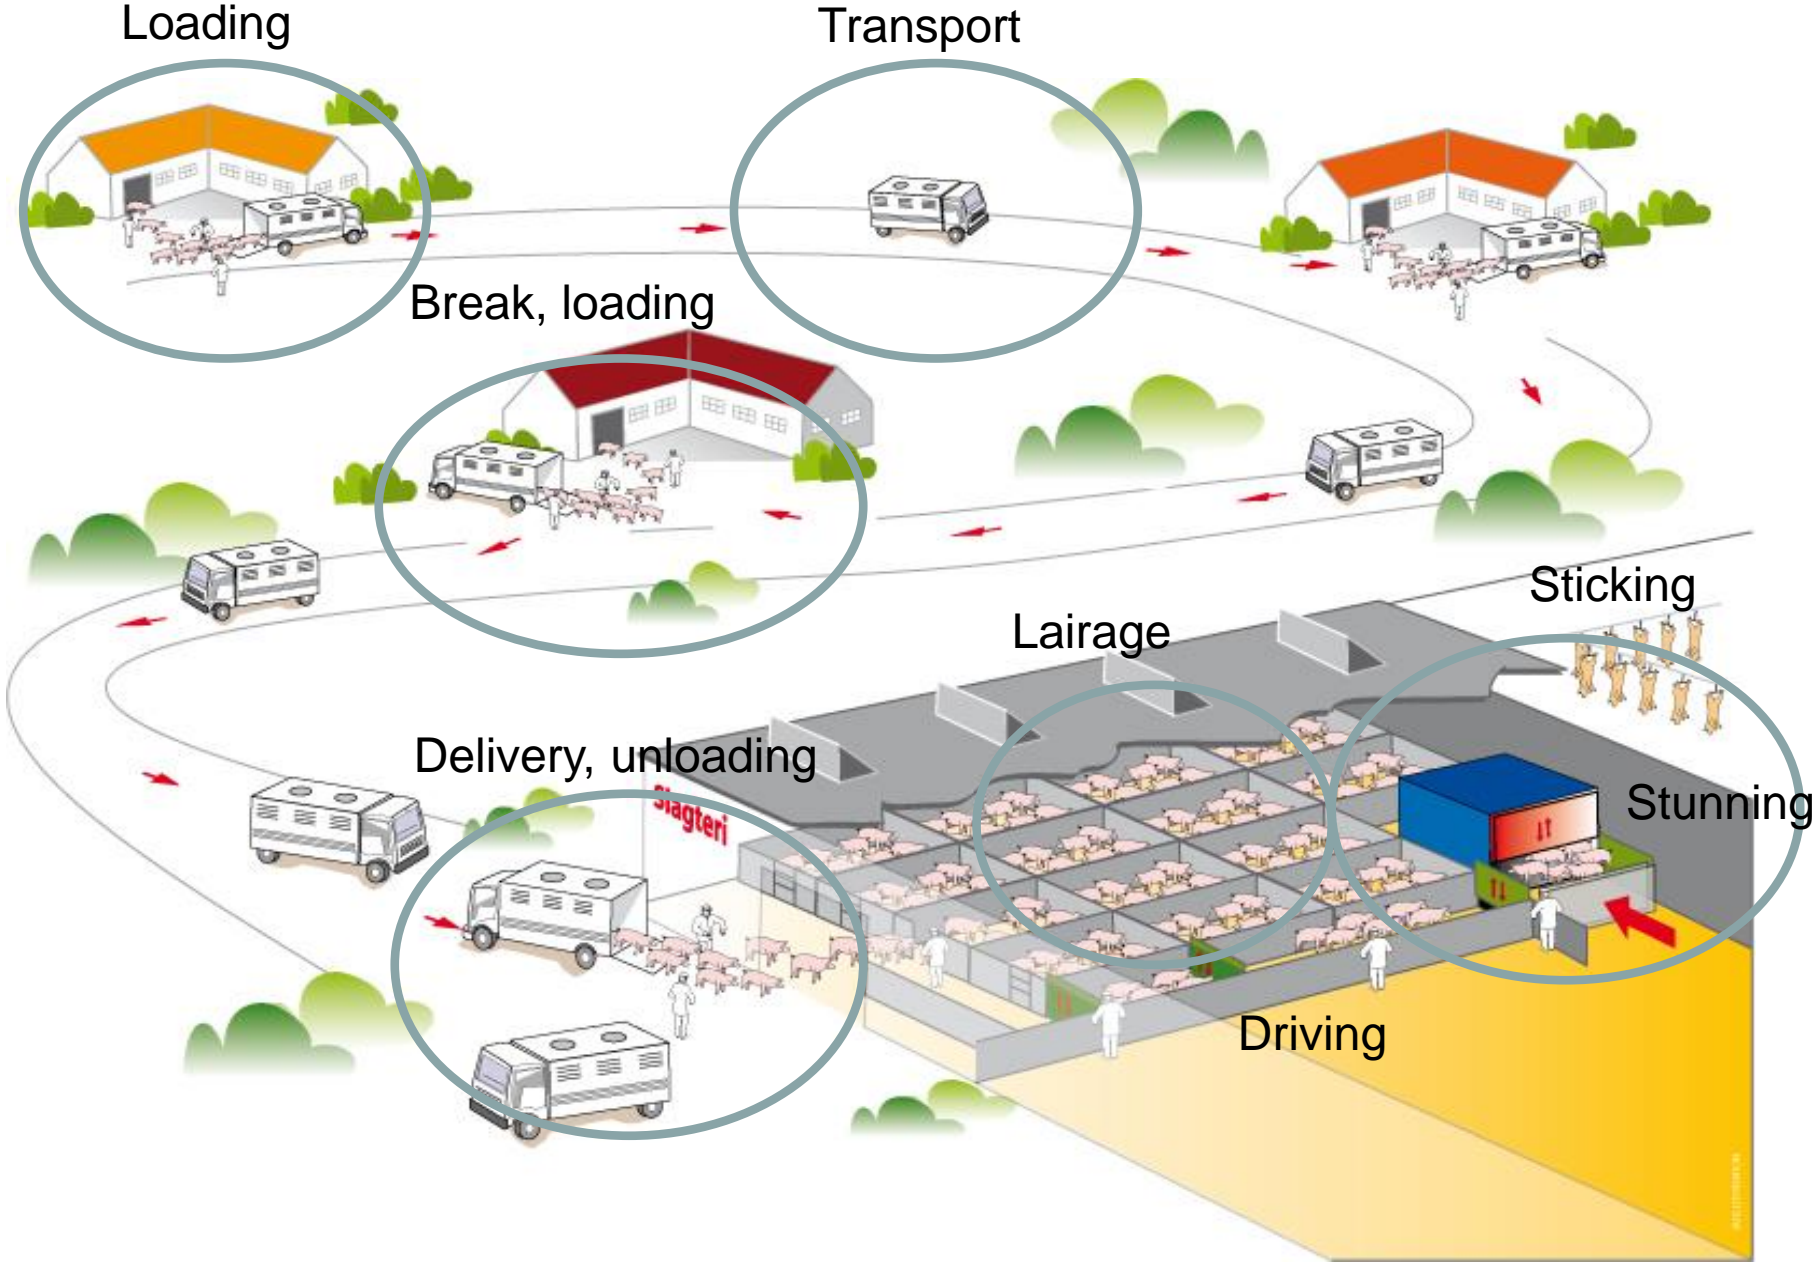 Loading
Transport
Break, loading
Sticking
Lairage
Delivery, unloading
Slagteri
Stunning
Driving